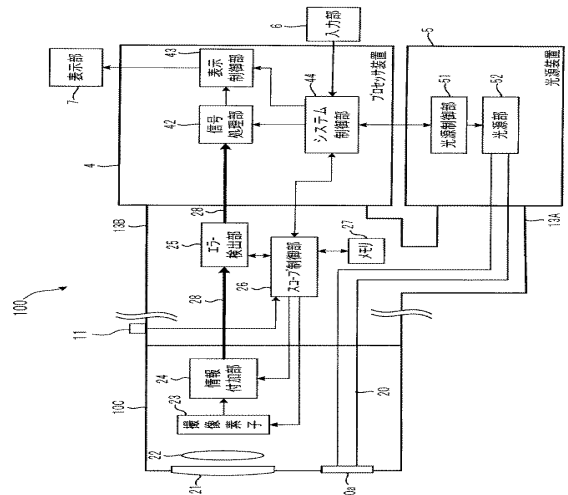 100
11
10C
21
22
23
撮像素子
24
情報
付加部
28
13B
25
エラー
検出部
28
26
スコープ制御部
27
メモリ
20
0a
13A
4
42
信号
処理部
43
表示
制御部
44
システム
制御部
プロセッサ装置
7
表示部
6
入力部
5
51
光源制御部
52
光源部
光源装置